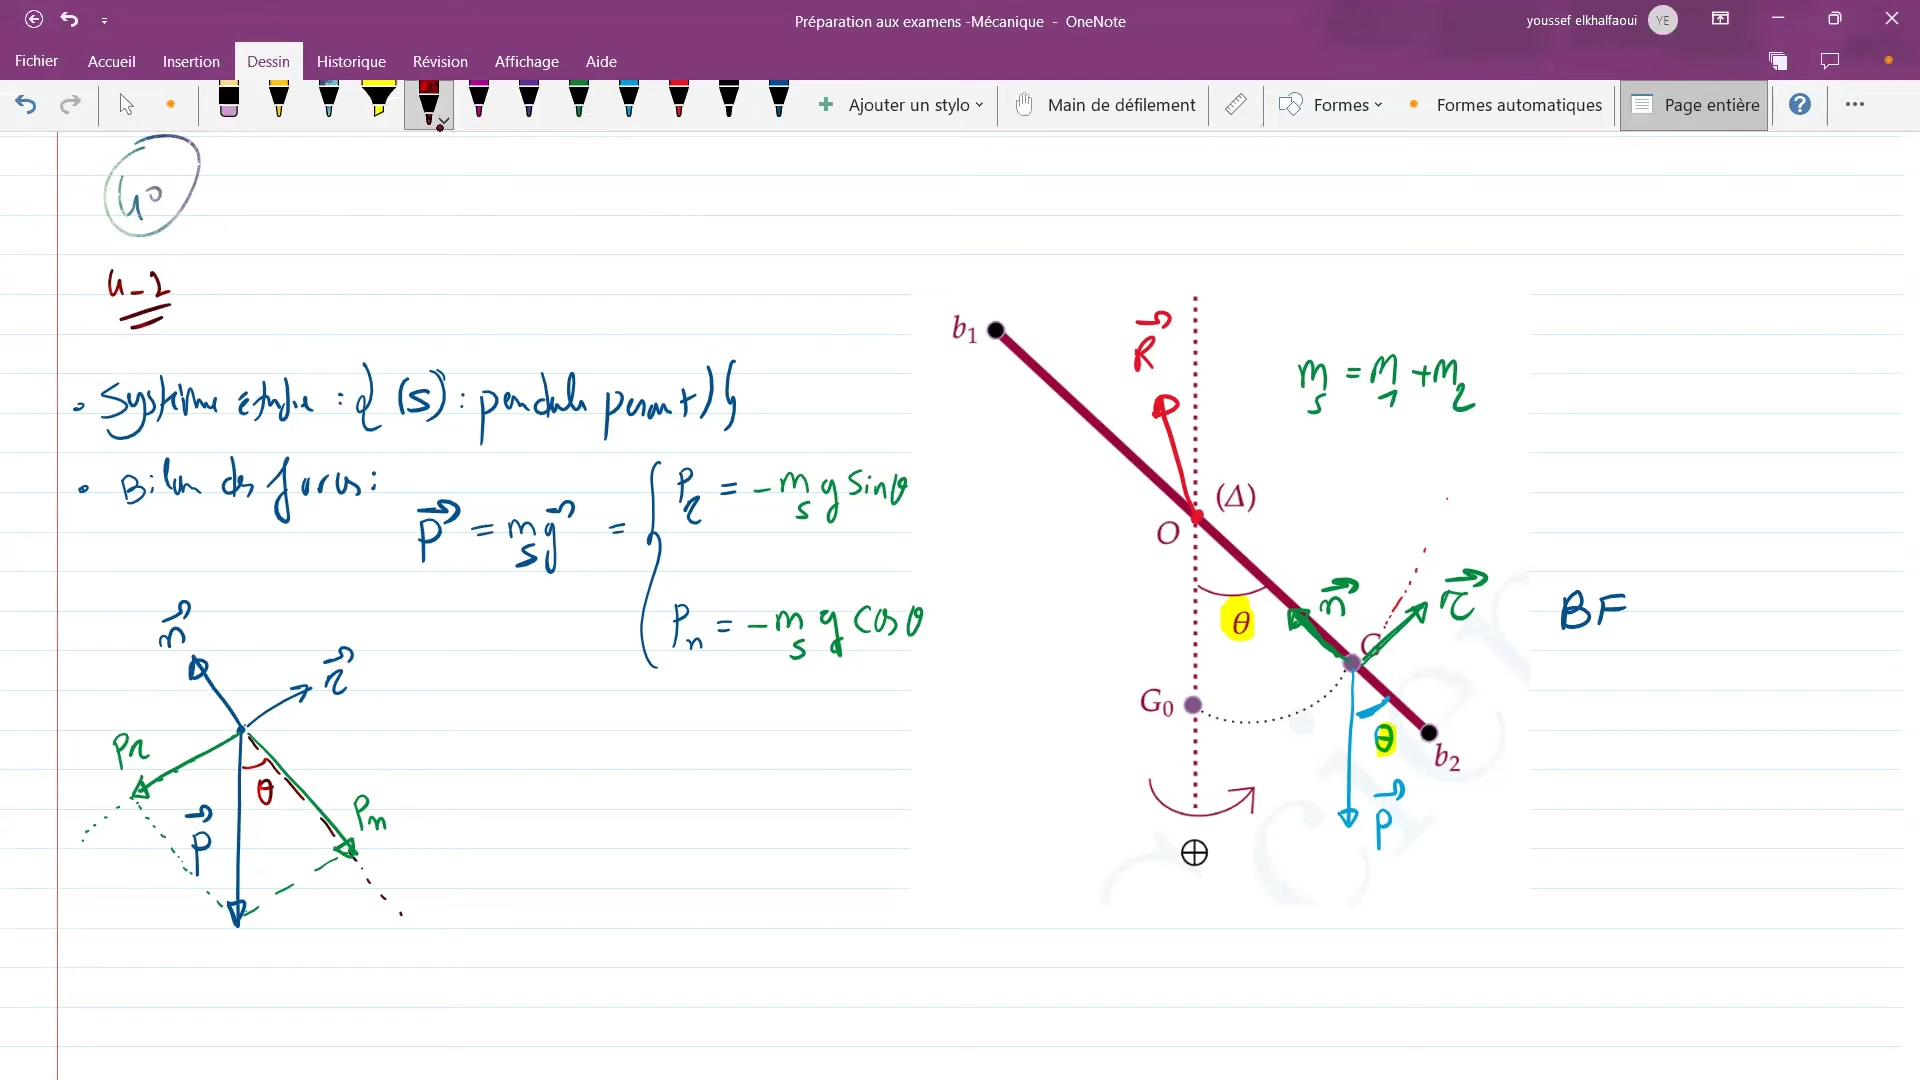 Préparation aux examens -Mécanique - OneNote
youssef elkhalfaoui YE
Fichier Accueil Insertion Dessin Historique Révision Affichage Aide
Ajouter un stylo Main de défilement Formes Formes automatiques Page entière
4°
4-2
b₁
R
mₛ = m₁ + m₂
• Système étudié : {(S) : pendule pesant}
• Bilan des forces :
P = mₛ g = { P_τ = - mₛ g sinθ
Pₙ = - mₛ g cosθ
(Δ)
O
θ
n
τ
C
BF
G₀
θ
b₂
P
n
τ
Pτ
θ
P
Pn